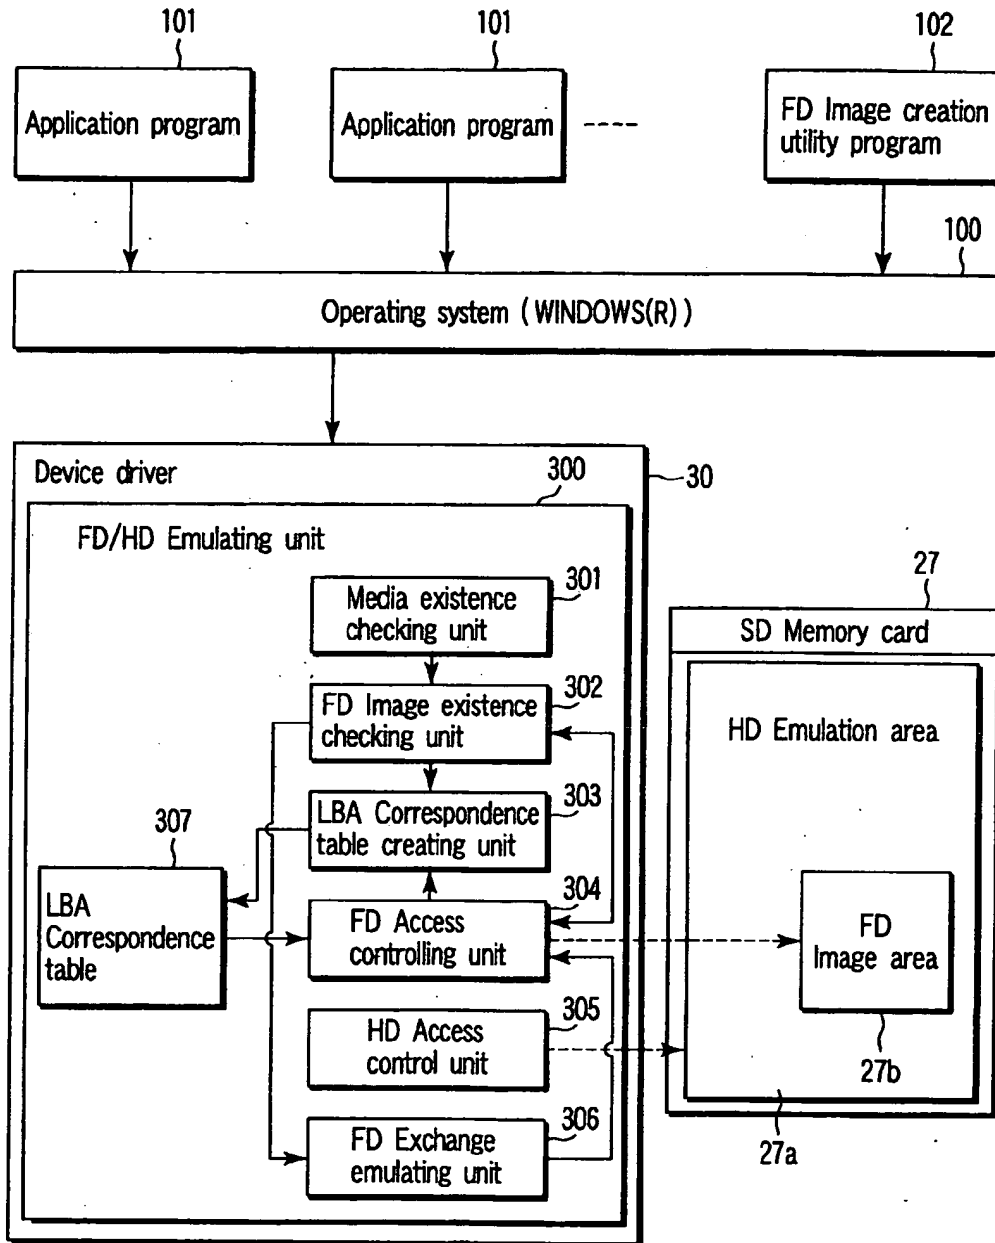 101
101
102
Application program
Application program
FD Image creation
utility program
100
Operating system (WINDOWS(R))
Device driver
30
300
FD/HD Emulating unit
301
Media existence
checking unit
302
FD Image existence
checking unit
303
LBA Correspondence
table creating unit
307
LBA
Correspondence
table
304
FD Access
controlling unit
305
HD Access
control unit
306
FD Exchange
emulating unit
27
SD Memory card
HD Emulation area
FD
Image area
27b
27a